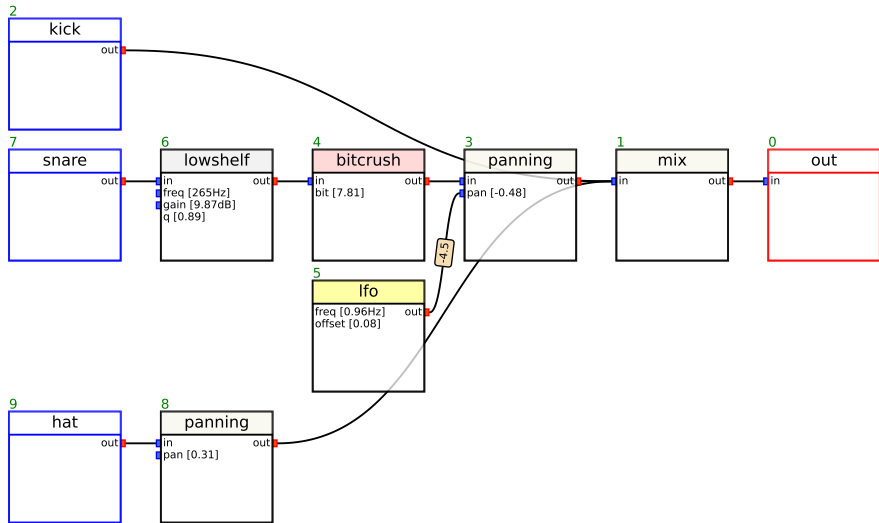 2
kick
out
7
snare
out
6
lowshelf
in
out
freq [265Hz]
gain [9.87dB]
q [0.89]
4
bitcrush
in
out
bit [7.81]
3
panning
in
out
pan [-0.48]
1
mix
in
out
0
out
in
-4.5
5
lfo
freq [0.96Hz]
out
offset [0.08]
9
hat
out
8
panning
in
out
pan [0.31]